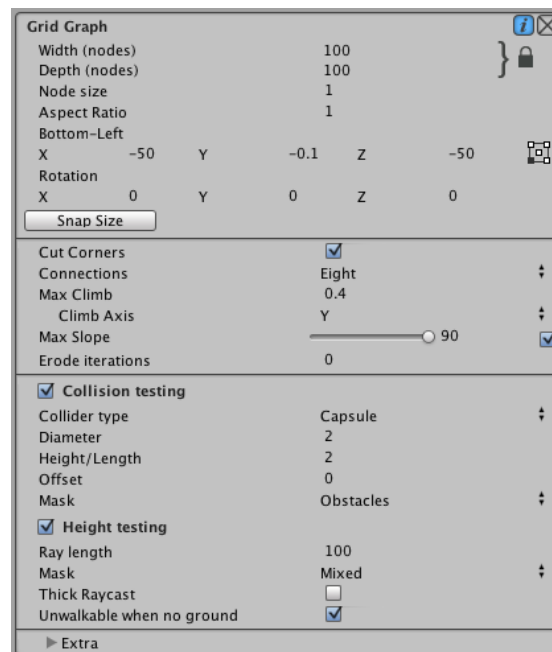 Grid Graph
Width (nodes) 100
Depth (nodes) 100
Node size 1
Aspect Ratio 1
Bottom-Left
X -50 Y -0.1 Z -50
Rotation
X 0 Y 0 Z 0
Snap Size
Cut Corners
Connections Eight
Max Climb 0.4
Climb Axis Y
Max Slope 90
Erode iterations 0
Collision testing
Collider type Capsule
Diameter 2
Height/Length 2
Offset 0
Mask Obstacles
Height testing
Ray length 100
Mask Mixed
Thick Raycast
Unwalkable when no ground
Extra